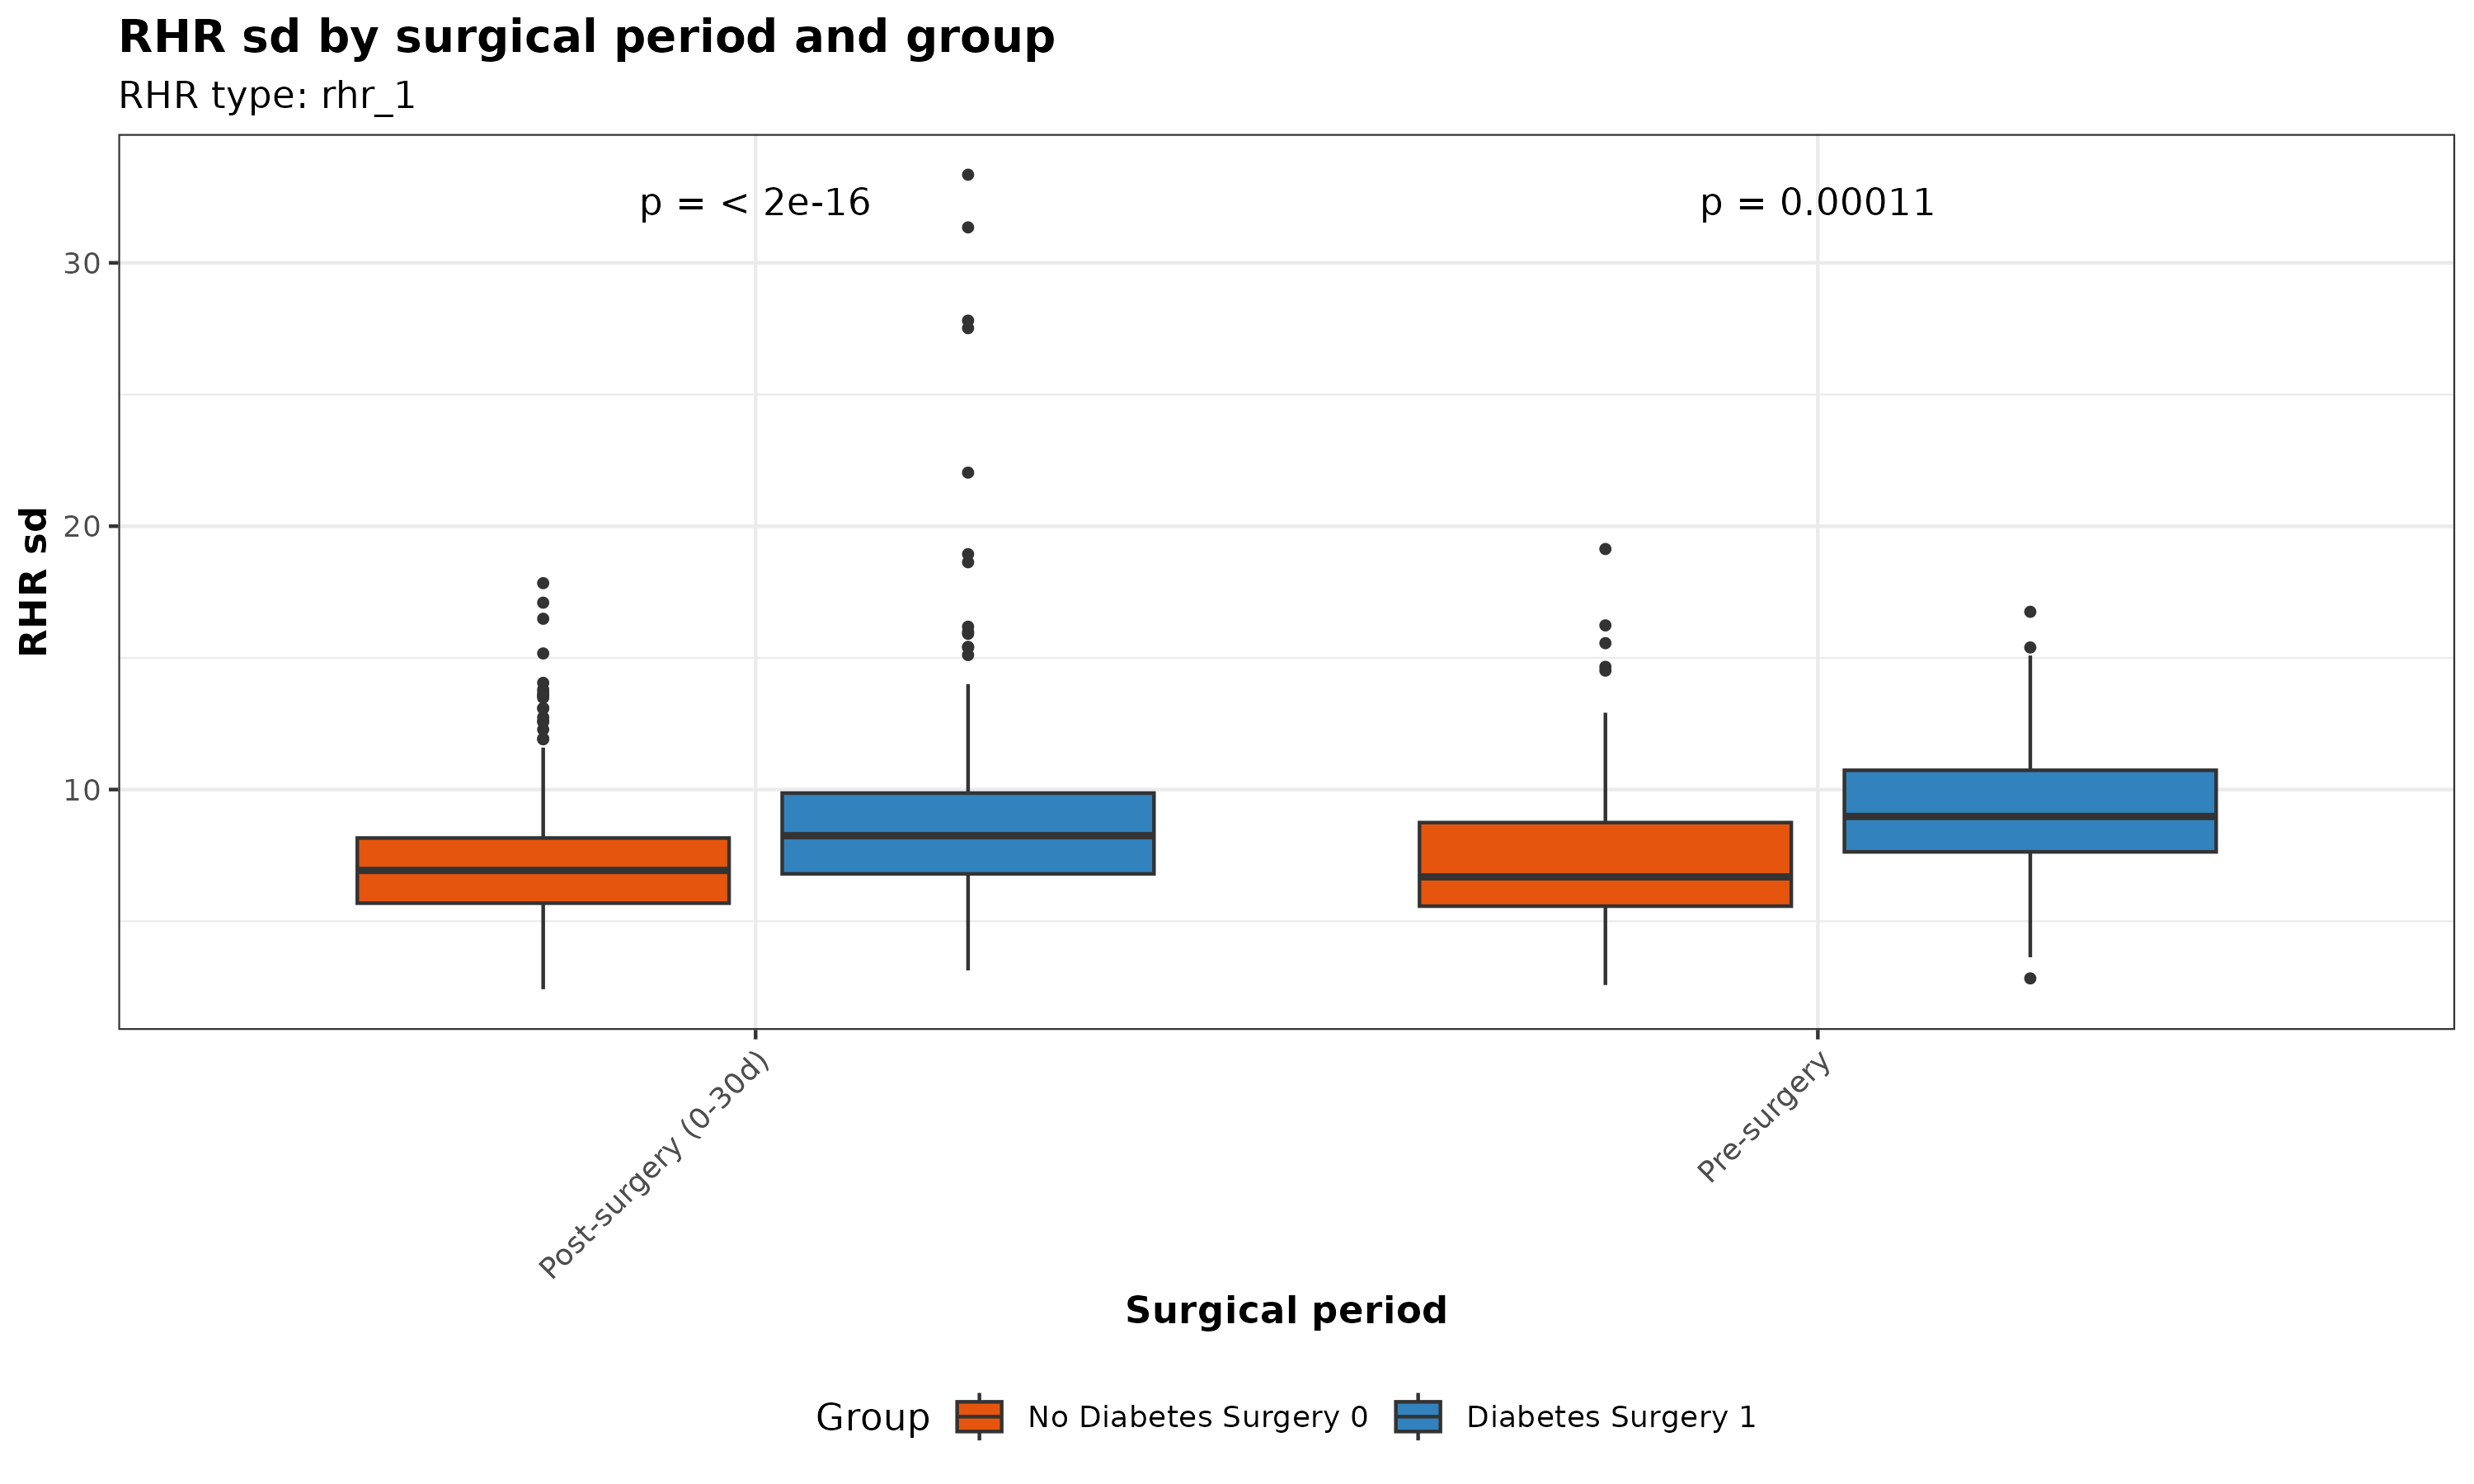 RHR sd by surgical period and group
RHR type: rhr_1
p = < 2e-16
p = 0.00011
30
20
10
RHR sd
Post-surgery (0-30d)
Pre-surgery
Surgical period
Group
No Diabetes Surgery 0
Diabetes Surgery 1